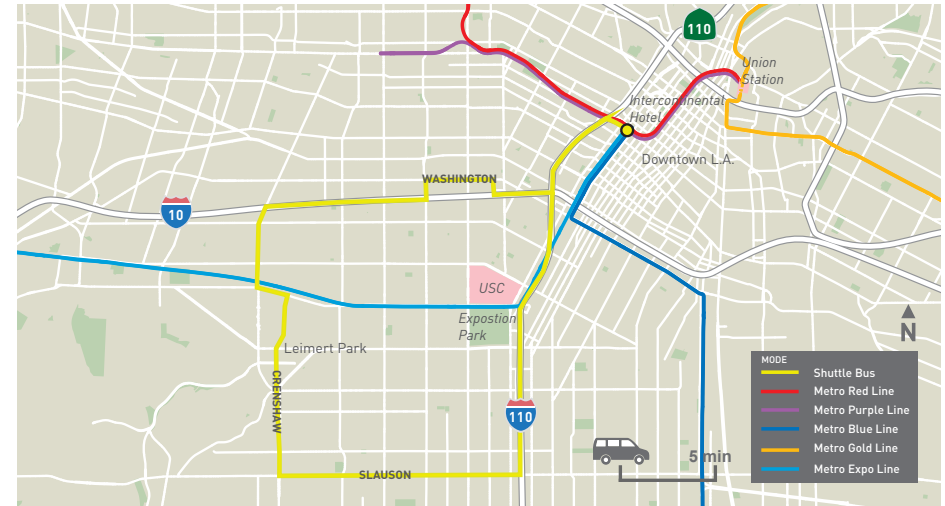 110
Union
Station
Intercontinental
Hotel
Downtown L.A.
WASHINGTON
10
USC
Expostion
Park
N
Leimert Park
CRENSHAW
110
SLAUSON
5 min
MODE
Shuttle Bus
Metro Red Line
Metro Purple Line
Metro Blue Line
Metro Gold Line
Metro Expo Line